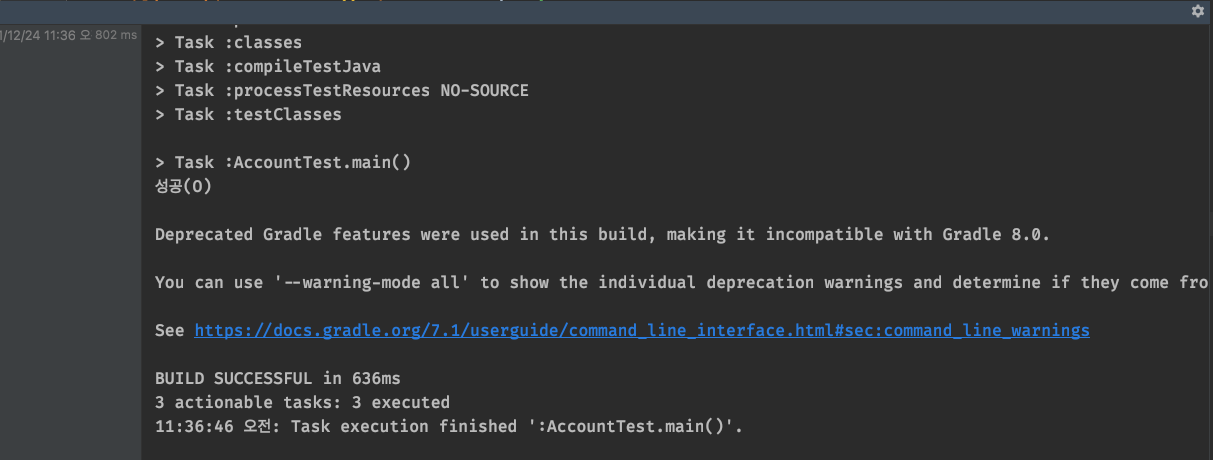 /12/24 11:36 오 802 ms
> Task :classes
> Task :compileTestJava
> Task :processTestResources NO-SOURCE
> Task :testClasses
> Task :AccountTest.main()
성공(O)
Deprecated Gradle features were used in this build, making it incompatible with Gradle 8.0.
You can use '--warning-mode all' to show the individual deprecation warnings and determine if they come fro
See https://docs.gradle.org/7.1/userguide/command_line_interface.html#sec:command_line_warnings
BUILD SUCCESSFUL in 636ms
3 actionable tasks: 3 executed
11:36:46 오전: Task execution finished ':AccountTest.main()'.